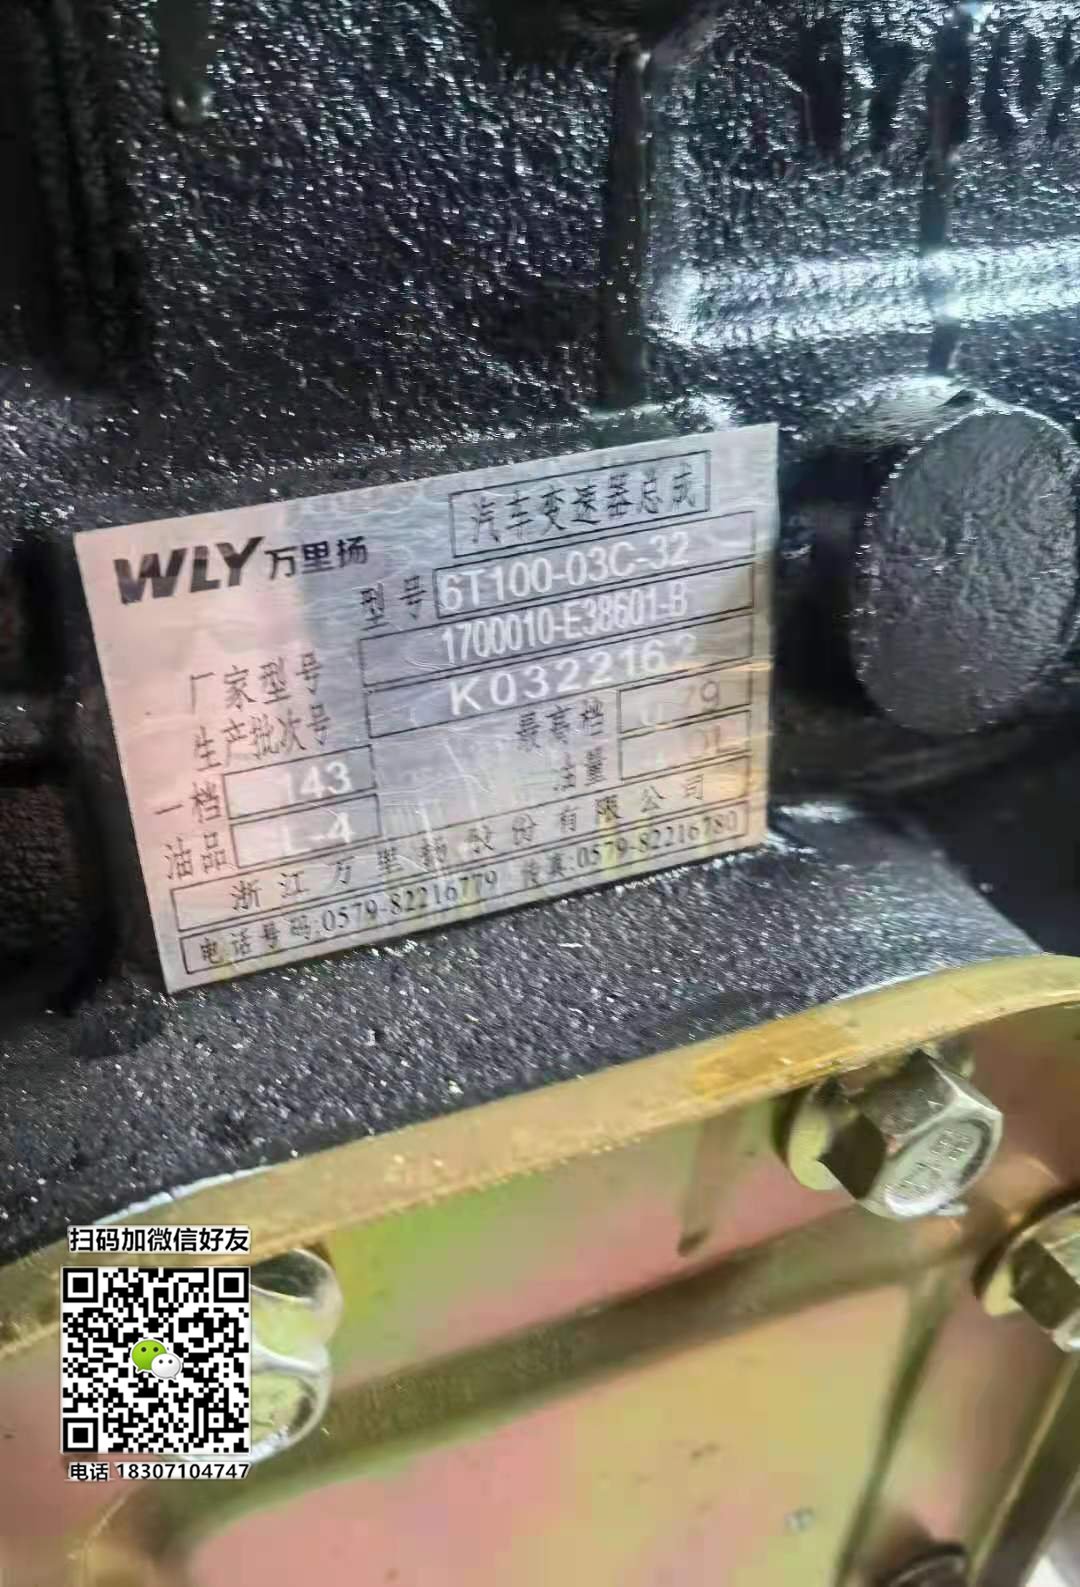 汽车变速器总成
WLY 万里扬
型号 6T100-03C-32
厂家型号 1700010-E38601-B
生产批次号 K0322162
一档 143 最高档
油品 L-4 油量
浙江万里扬股份有限公司
电话号码:0579-82216779 传真:0579-82216780
扫码加微信好友
电话 18307104747